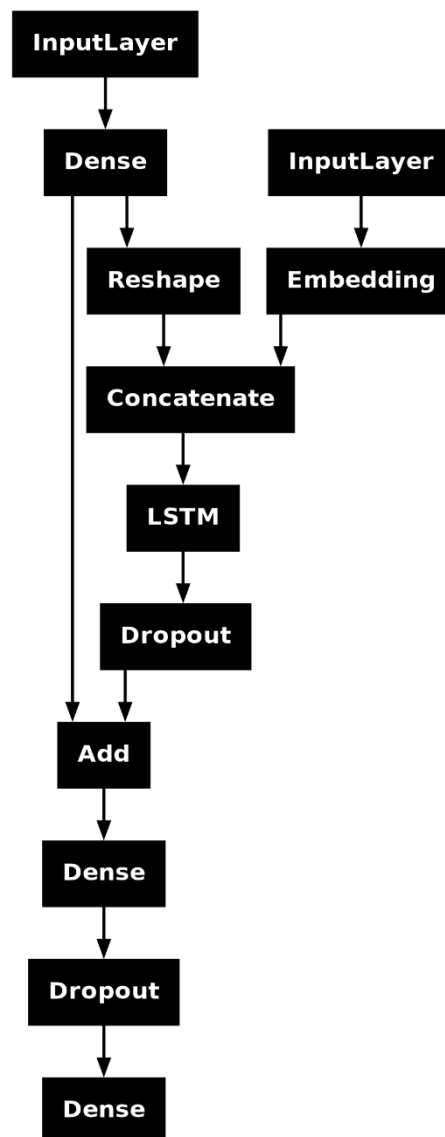 InputLayer
Dense
InputLayer
Reshape
Embedding
Concatenate
LSTM
Dropout
Add
Dense
Dropout
Dense